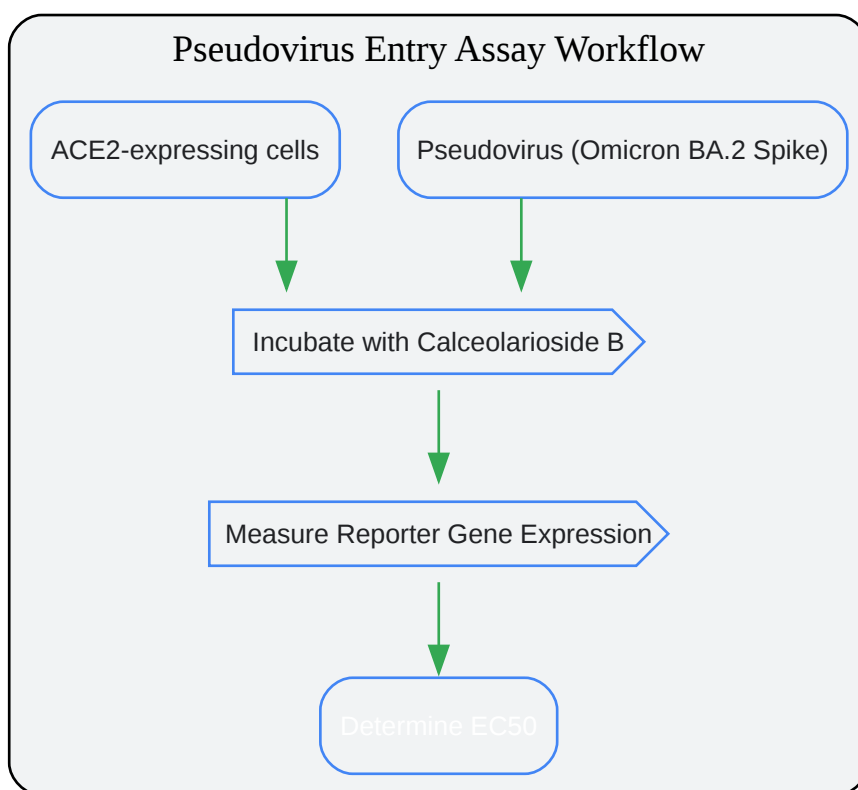 Pseudovirus Entry Assay Workflow
ACE2-expressing cells
Pseudovirus (Omicron BA.2 Spike)
Incubate with Calceolarioside B
Measure Reporter Gene Expression
Determine EC50